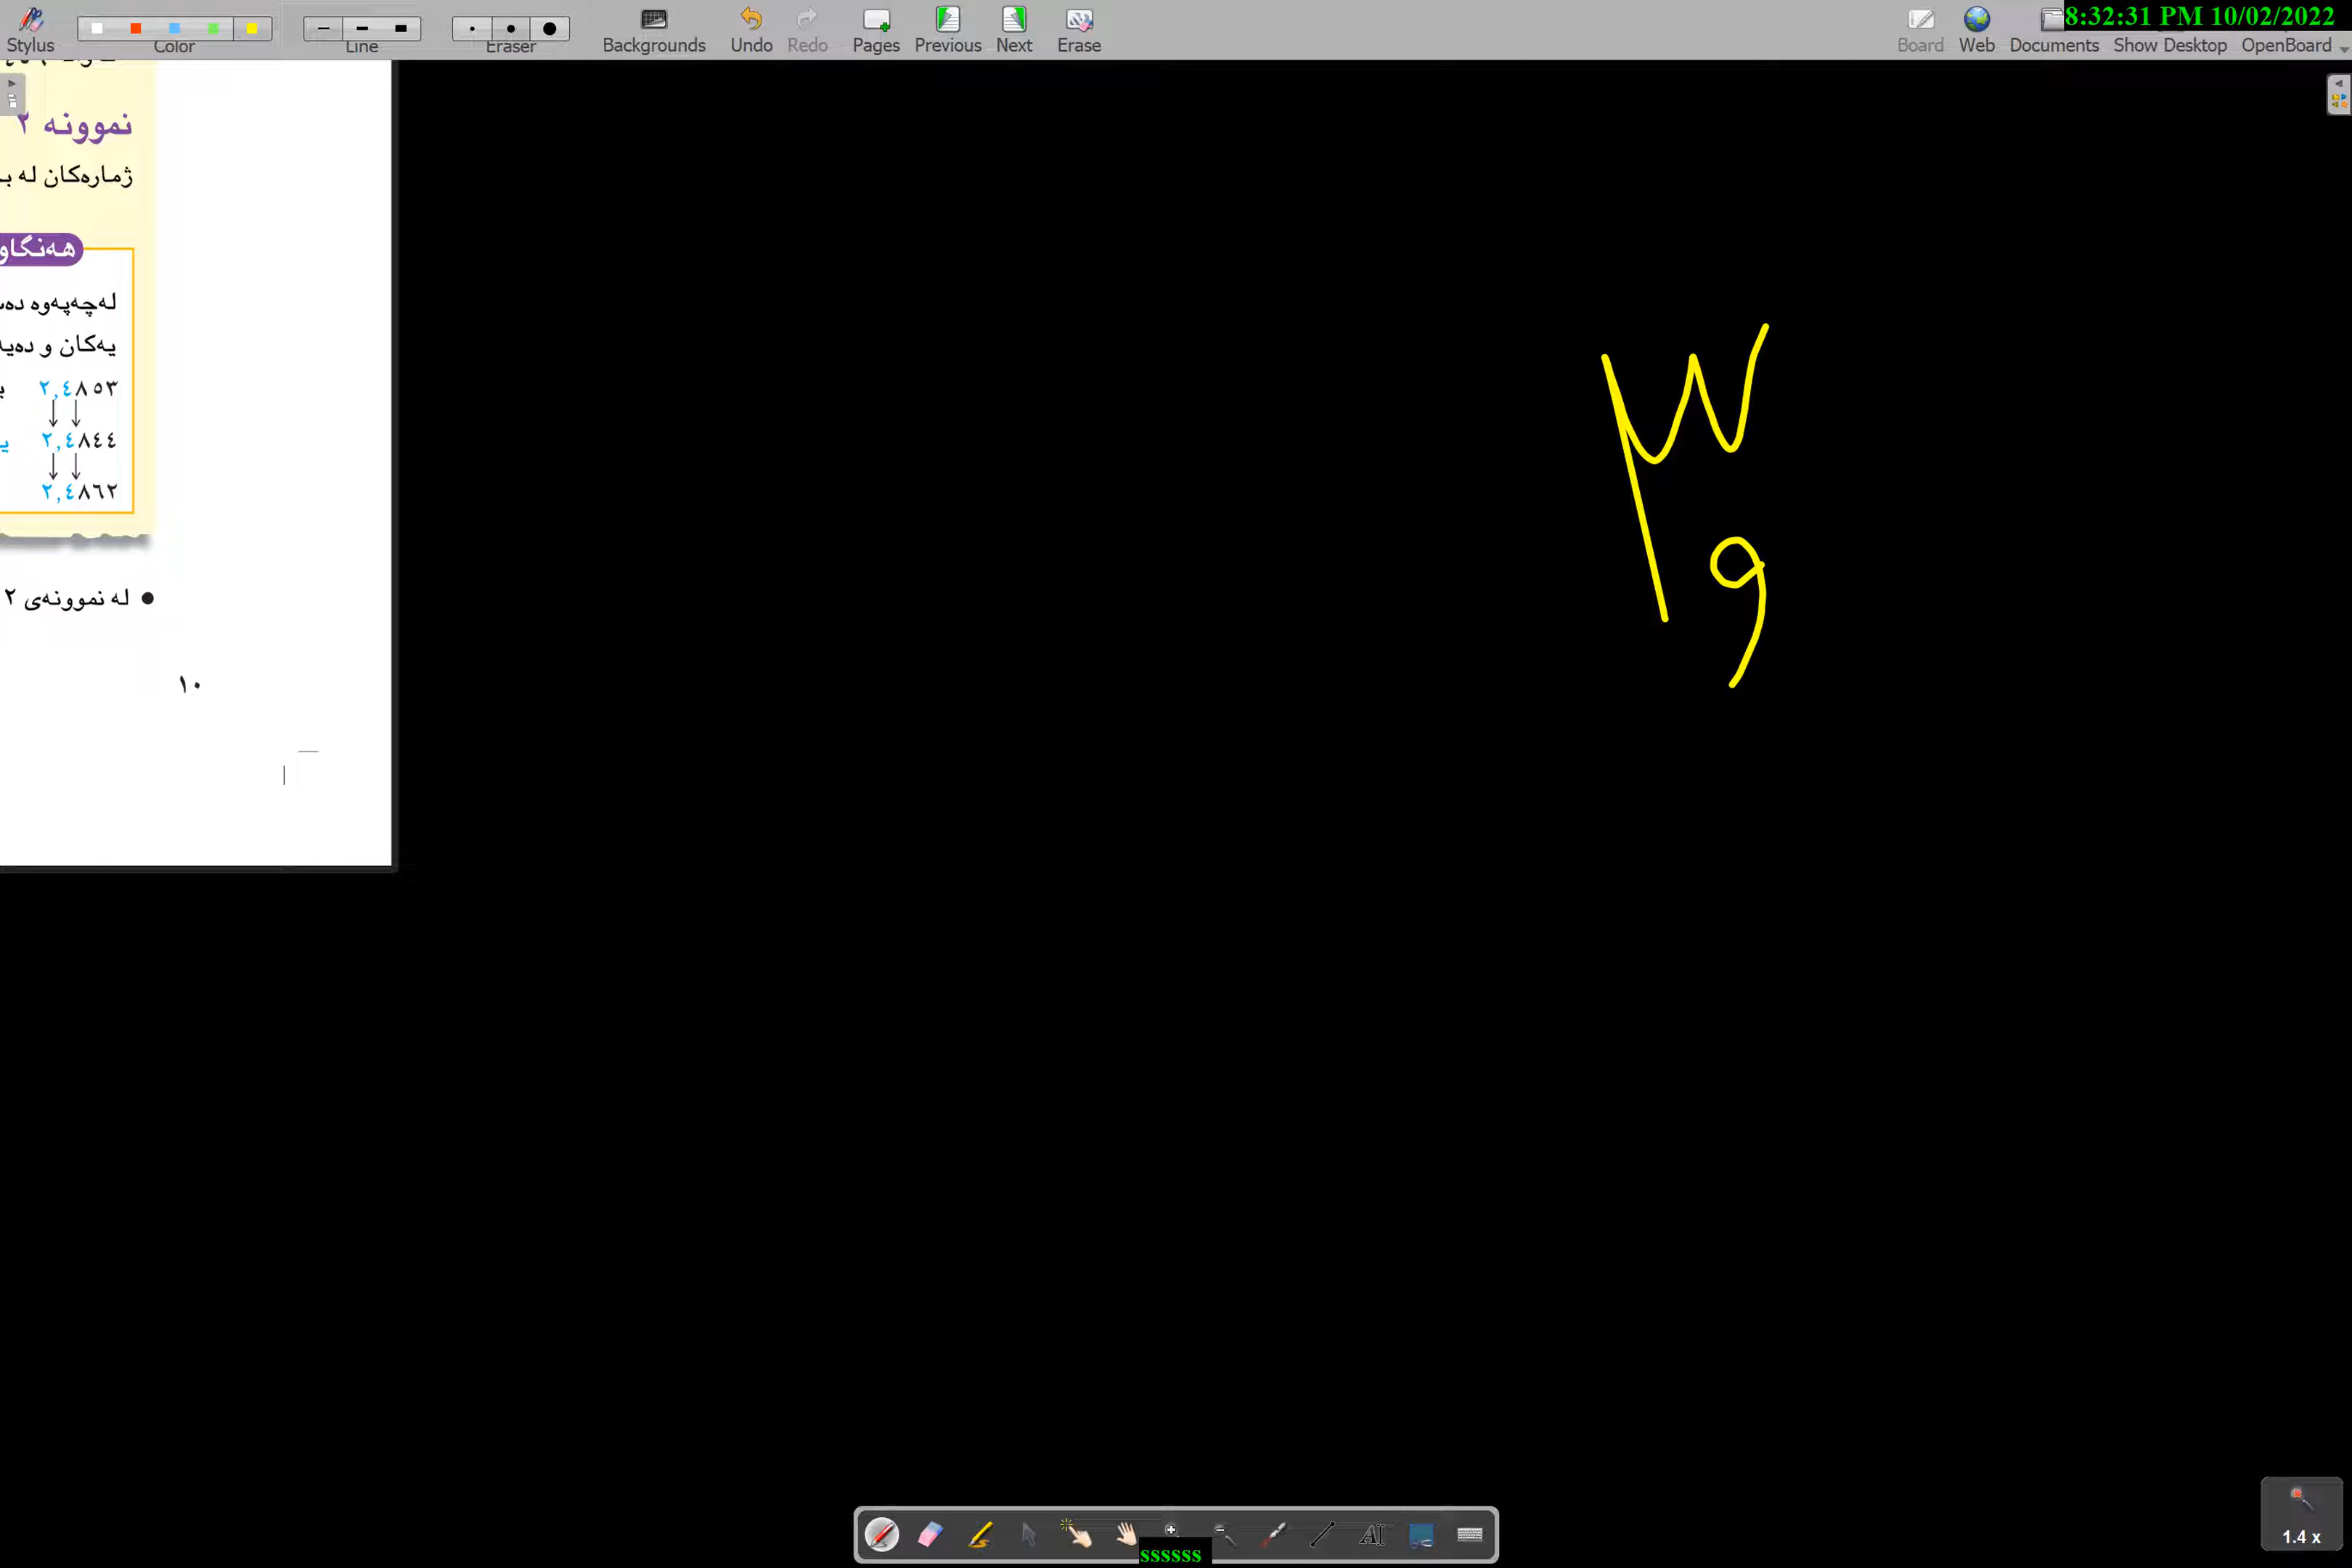 8:32:31 PM 10/02/2022
Stylus
Color
Line
Eraser
Backgrounds
Undo
Redo
Pages
Previous
Next
Erase
Board
Web
Documents
Show Desktop
OpenBoard
نموونە ٢
ژمارەکان لە
هەنگاو
لەچەپەوە
یەکان و
٢,٤٨٥٣
٢,٤٨٤٤
٢,٤٨٦٢
لە نموونەی ٢
١٠
٣
9
ssssss
1.4 x